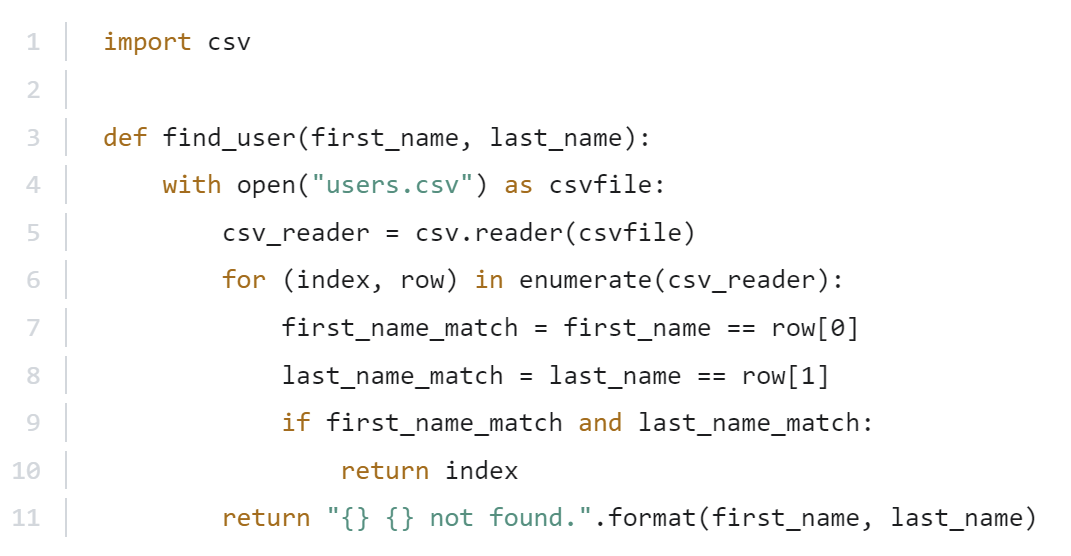 1 import csv
2
3 def find_user(first_name, last_name):
4     with open("users.csv") as csvfile:
5         csv_reader = csv.reader(csvfile)
6         for (index, row) in enumerate(csv_reader):
7             first_name_match = first_name == row[0]
8             last_name_match = last_name == row[1]
9             if first_name_match and last_name_match:
10                 return index
11         return "{} {} not found.".format(first_name, last_name)